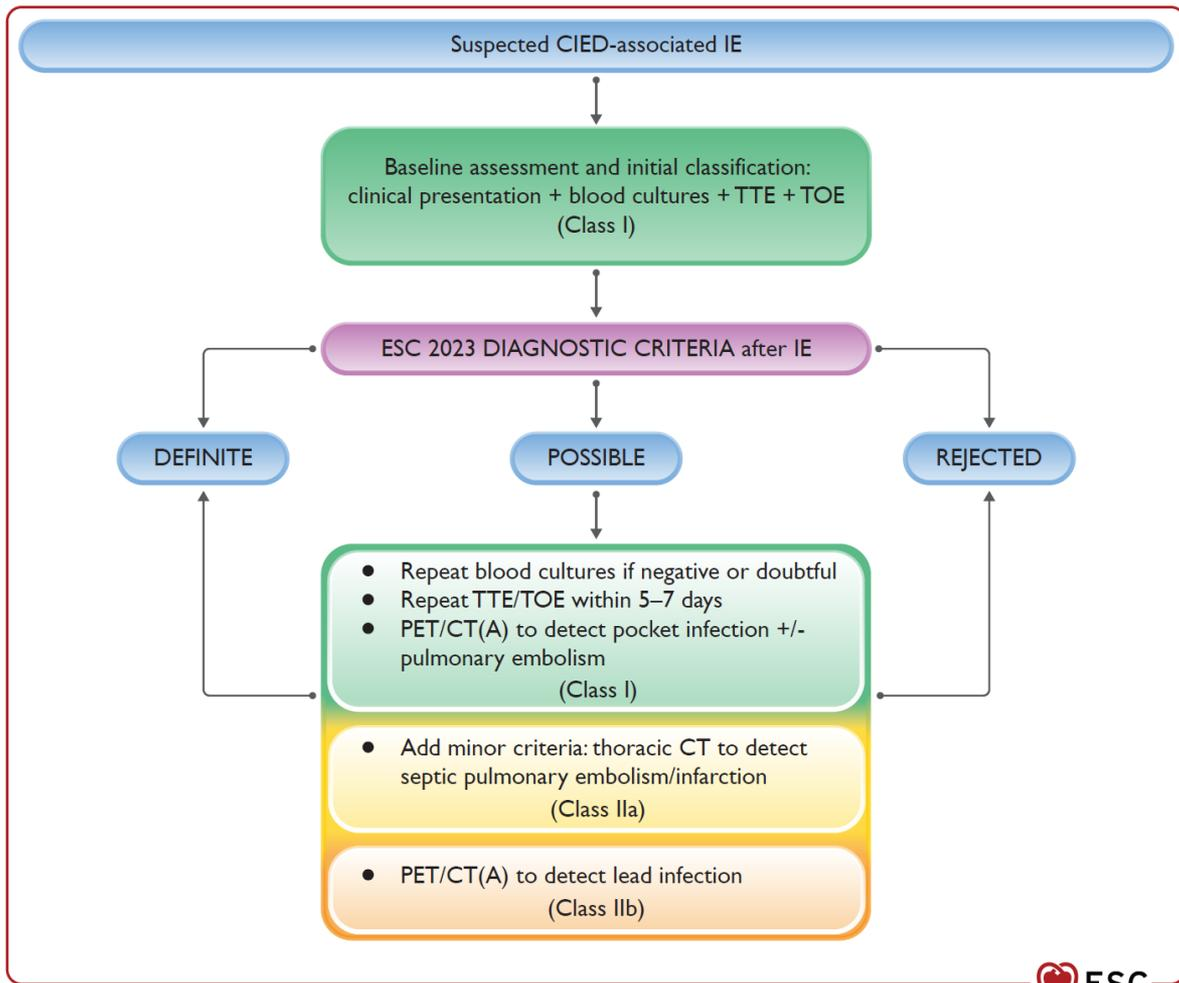 Suspected CIED-associated IE
Baseline assessment and initial classification:
clinical presentation + blood cultures + TTE + TOE
(Class I)
ESC 2023 DIAGNOSTIC CRITERIA after IE
DEFINITE
POSSIBLE
REJECTED
● Repeat blood cultures if negative or doubtful
● Repeat TTE/TOE within 5–7 days
● PET/CT(A) to detect pocket infection +/-
pulmonary embolism
(Class I)
● Add minor criteria: thoracic CT to detect
septic pulmonary embolism/infarction
(Class IIa)
● PET/CT(A) to detect lead infection
(Class IIb)
ESC